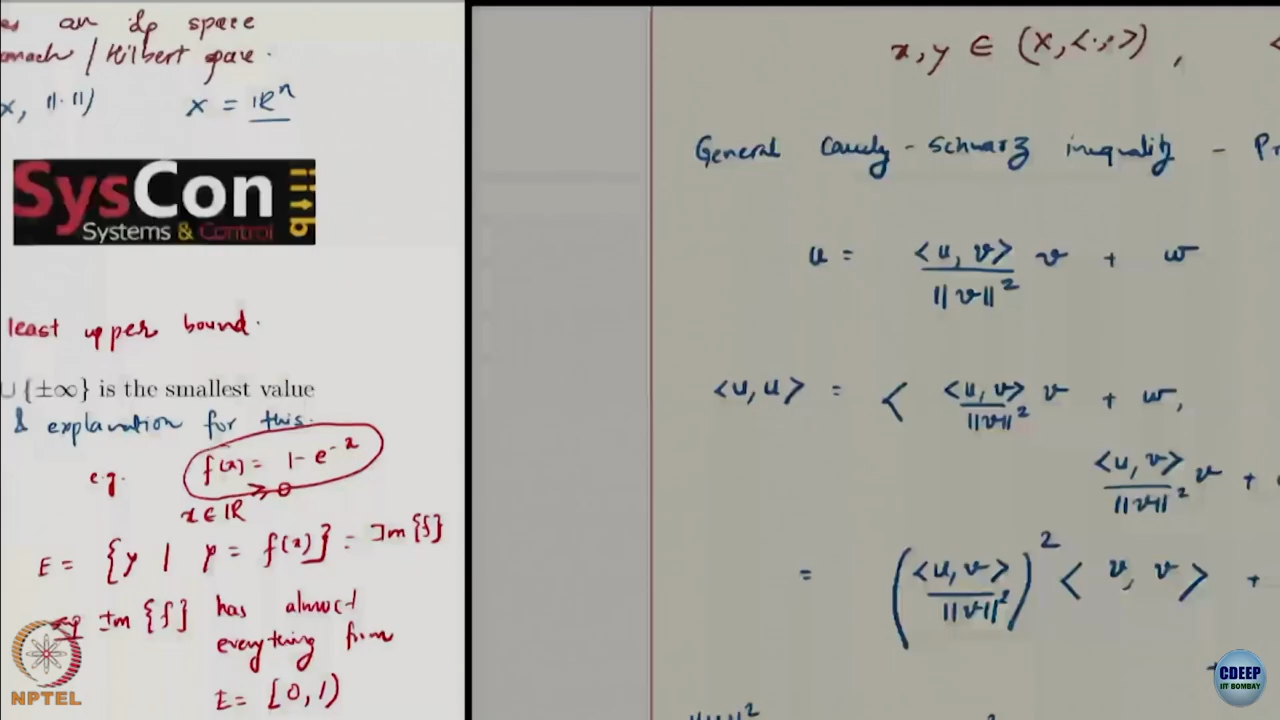 an Lp space
/ Hilbert space.
x, ||·||) X = ℝⁿ
SysCon
iitb
Systems & Control
least upper bound.
∪ {±∞} is the smallest value
& explanation for this.
e.g. f(x) = 1 - e^{-x}
x ∈ ℝ ≥ 0
E = {y | y = f(x)} = Im {f}
Im {f} has almost
everything from
E = [0, 1)
NPTEL
x, y ∈ (X, <·,·>) , <
General Cauchy - Schwarz inequality -
u = <u, v> / ||v||² v + w
<u, u> = < <u, v> / ||v||² v + w,
<u, v> / ||v||² v +
= (<u, v> / ||v||²)² < v, v > +
CDEEP
IIT BOMBAY